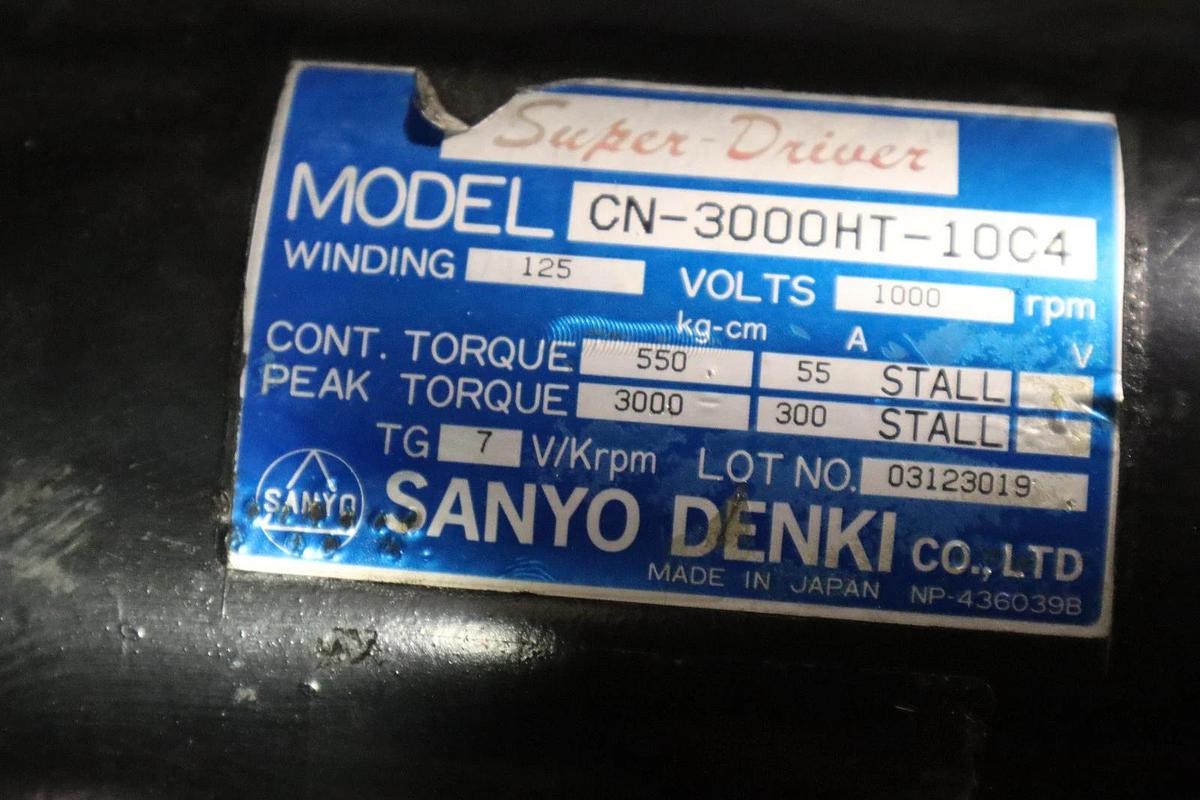 Super-Driver
MODEL CN-3000HT-10C4
WINDING 125 VOLTS 1000 rpm
kg-cm A V
CONT. TORQUE 550 55 STALL
PEAK TORQUE 3000 300 STALL
TG 7 V/Krpm LOT NO. 03123019
SANYO SANYO DENKI CO., LTD
MADE IN JAPAN NP-436039B